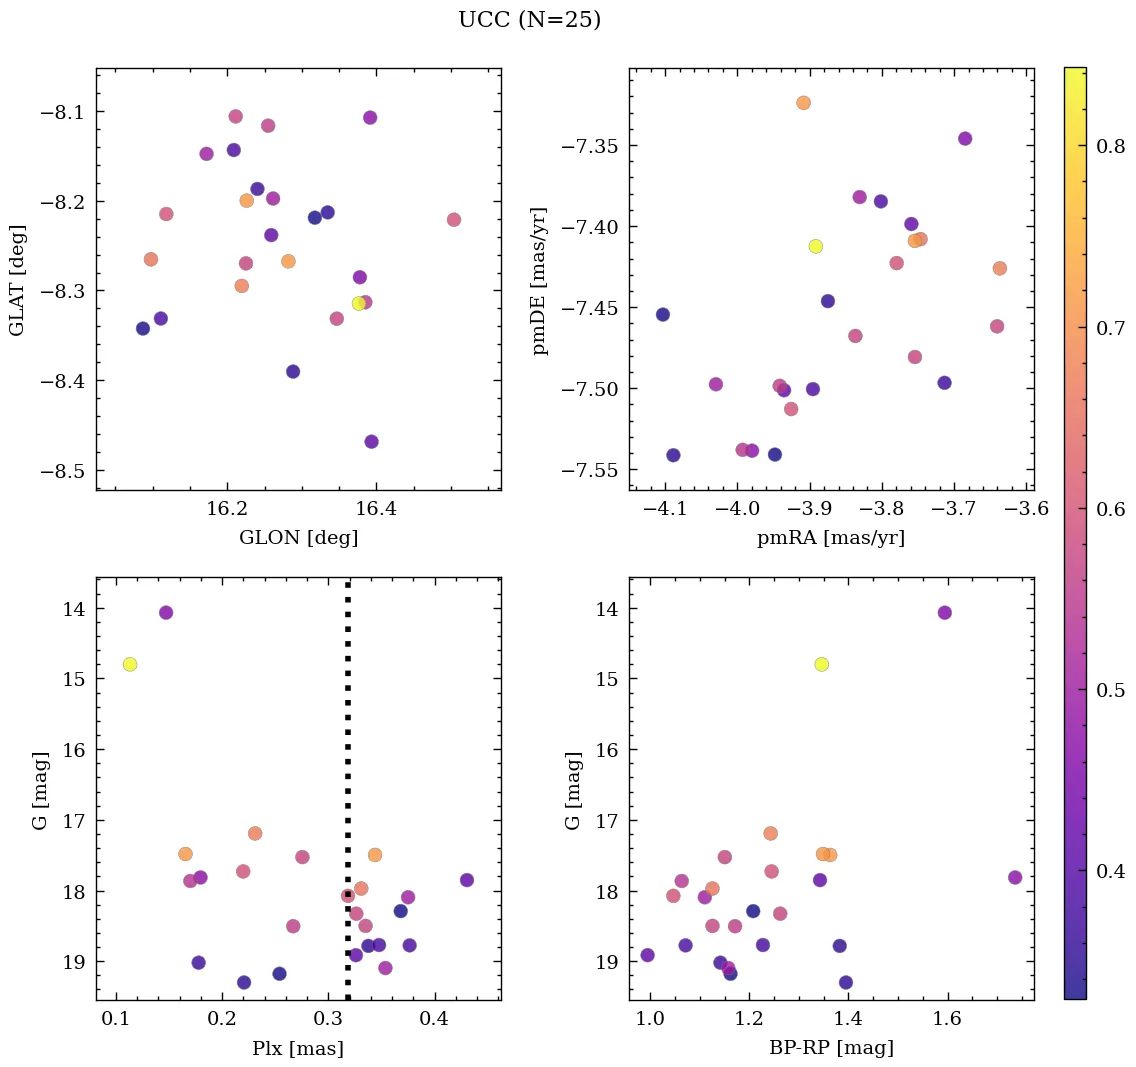 UCC (N=25)
−8.1
−8.2
−8.3
−8.4
−8.5
GLAT [deg]
16.2 16.4
GLON [deg]
−7.35
−7.40
−7.45
−7.50
−7.55
pmDE [mas/yr]
−4.1 −4.0 −3.9 −3.8 −3.7 −3.6
pmRA [mas/yr]
14
15
16
17
18
19
G [mag]
0.1 0.2 0.3 0.4
Plx [mas]
14
15
16
17
18
19
G [mag]
1.0 1.2 1.4 1.6
BP-RP [mag]
0.8
0.7
0.6
0.5
0.4